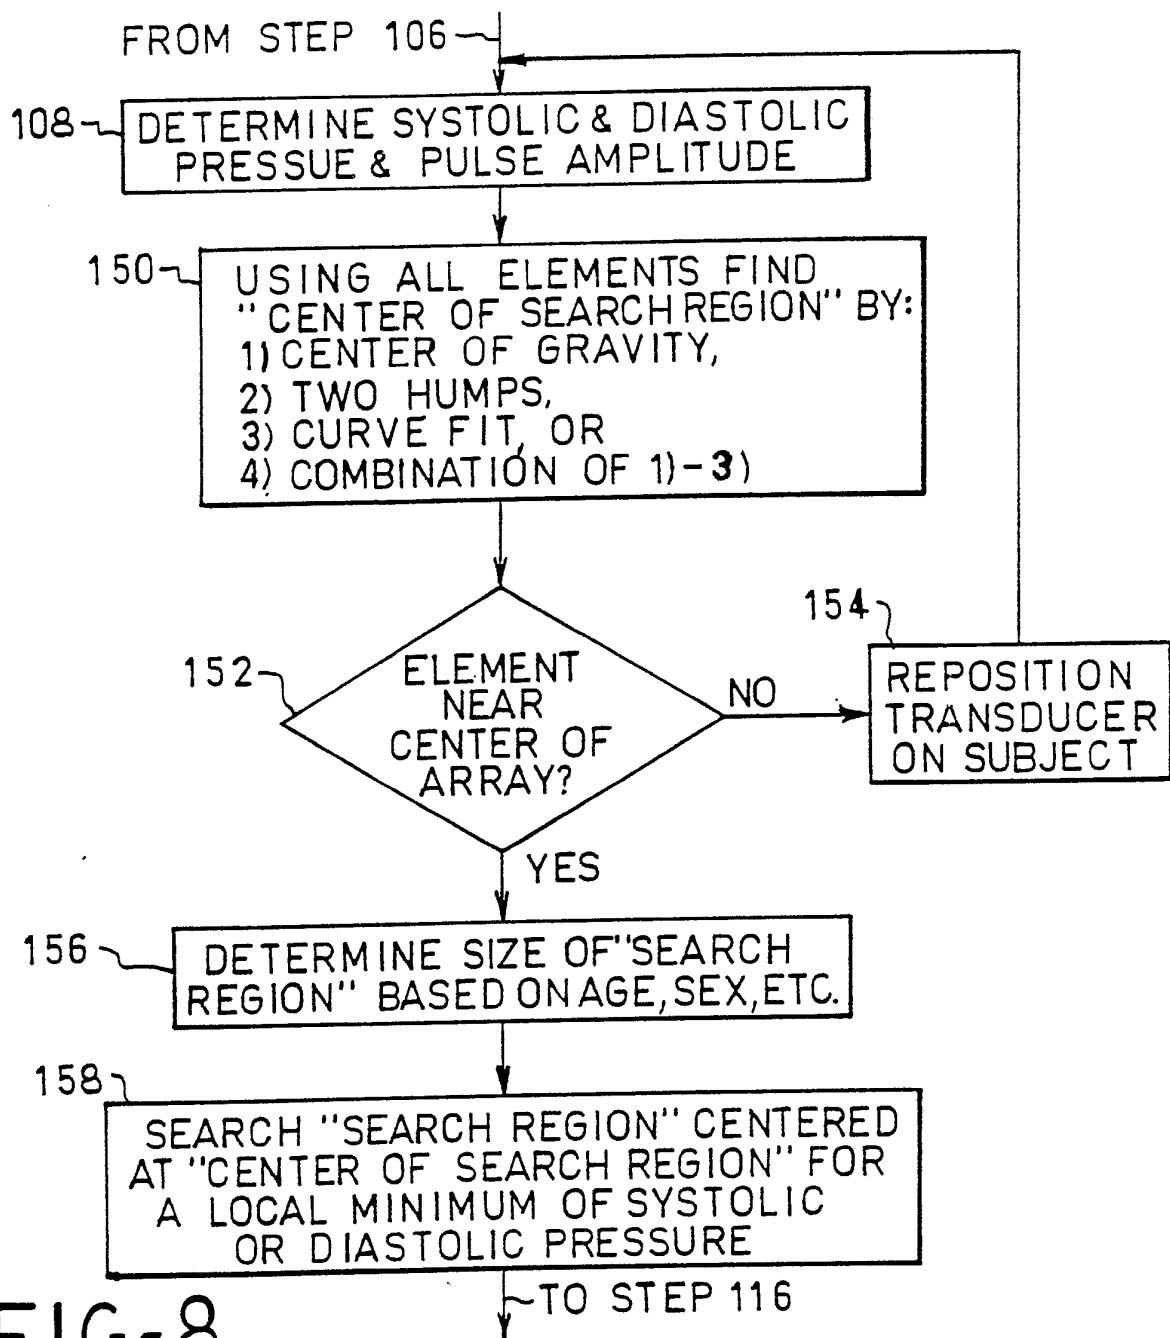 FROM STEP 106
108
DETERMINE SYSTOLIC & DIASTOLIC
PRESSUE & PULSE AMPLITUDE
150
USING ALL ELEMENTS FIND
"CENTER OF SEARCH REGION" BY:
1) CENTER OF GRAVITY,
2) TWO HUMPS,
3) CURVE FIT, OR
4) COMBINATION OF 1)-3)
152
ELEMENT
NEAR
CENTER OF
ARRAY?
NO
154
REPOSITION
TRANSDUCER
ON SUBJECT
YES
156
DETERMINE SIZE OF "SEARCH
REGION" BASED ON AGE, SEX, ETC.
158
SEARCH "SEARCH REGION" CENTERED
AT "CENTER OF SEARCH REGION" FOR
A LOCAL MINIMUM OF SYSTOLIC
OR DIASTOLIC PRESSURE
TO STEP 116
FIG-8